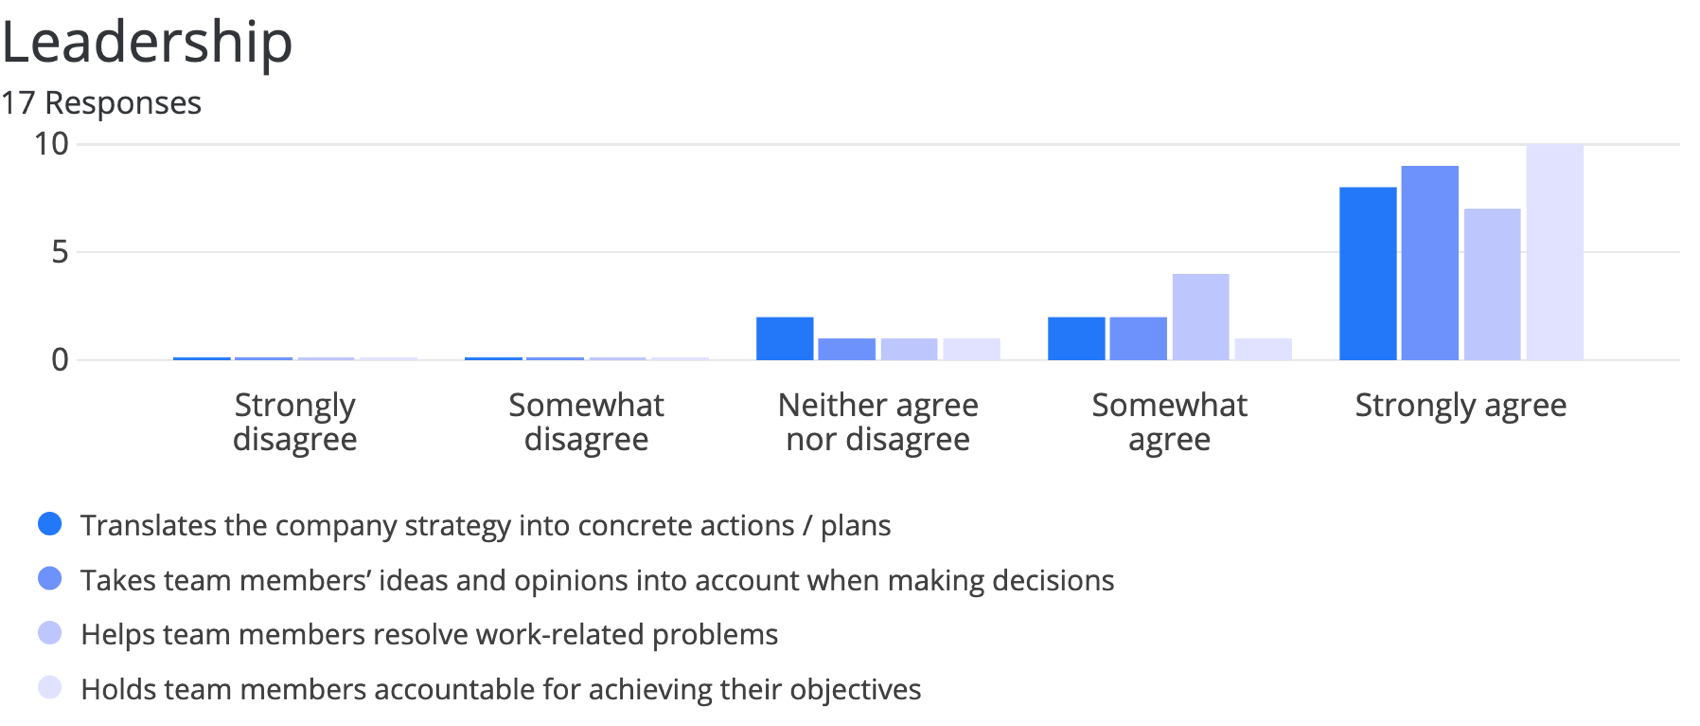 Leadership
17 Responses
10
5
0
Strongly
disagree
Somewhat
disagree
Neither agree
nor disagree
Somewhat
agree
Strongly agree
Translates the company strategy into concrete actions / plans
Takes team members’ ideas and opinions into account when making decisions
Helps team members resolve work-related problems
Holds team members accountable for achieving their objectives